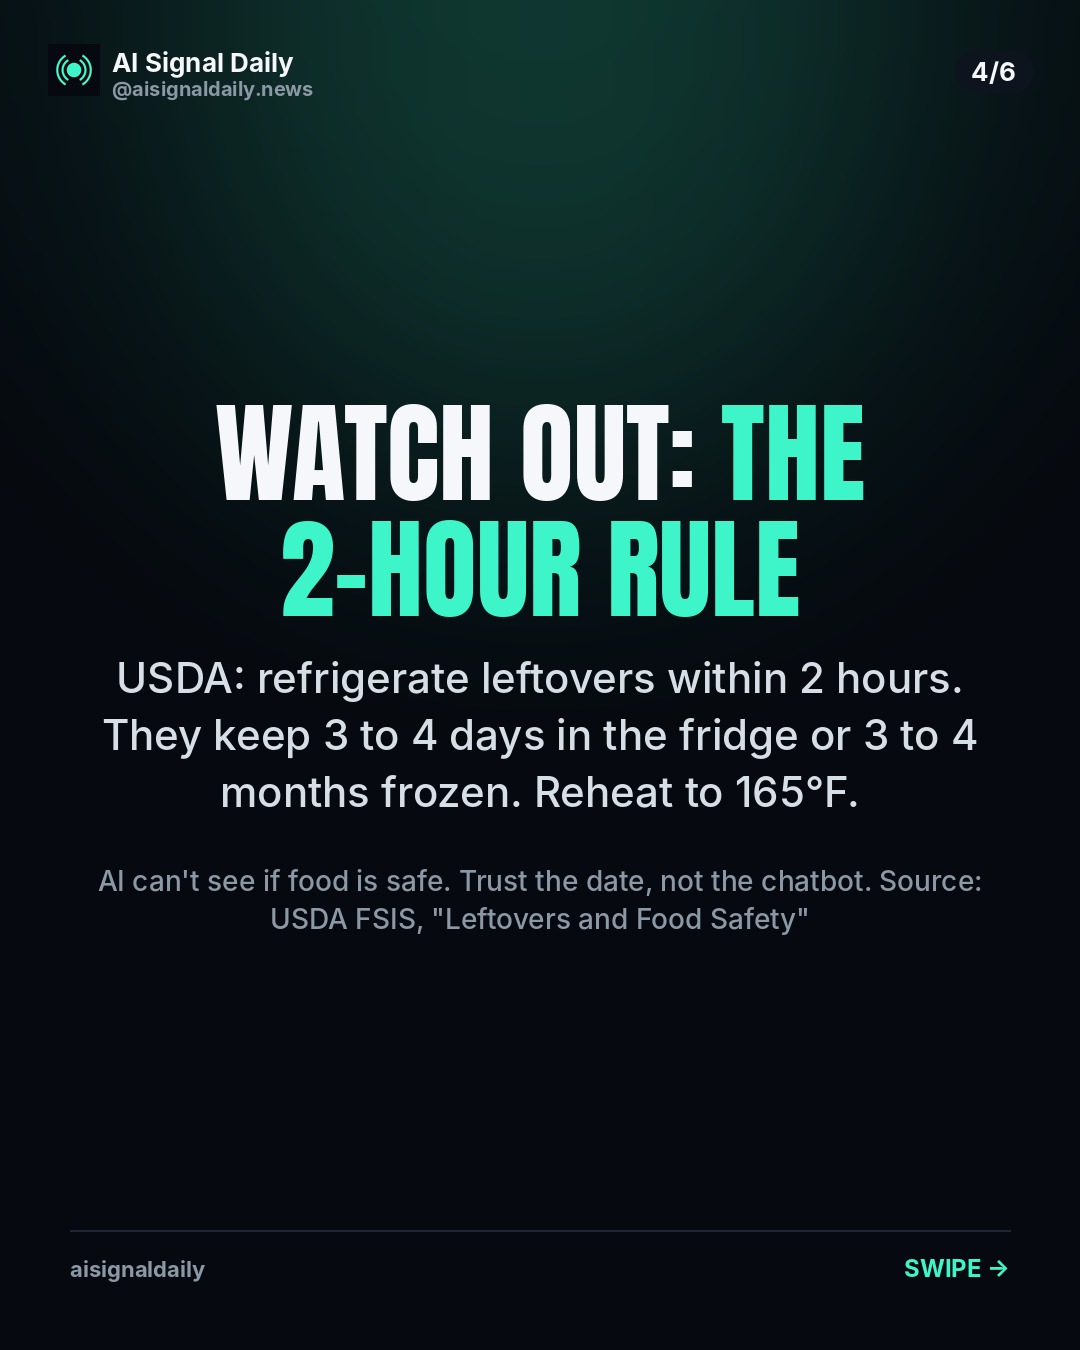 AI Signal Daily
@aisignaldaily.news
4/6
WATCH OUT: THE
2-HOUR RULE
USDA: refrigerate leftovers within 2 hours.
They keep 3 to 4 days in the fridge or 3 to 4
months frozen. Reheat to 165°F.
AI can't see if food is safe. Trust the date, not the chatbot. Source:
USDA FSIS, "Leftovers and Food Safety"
aisignaldaily
SWIPE →